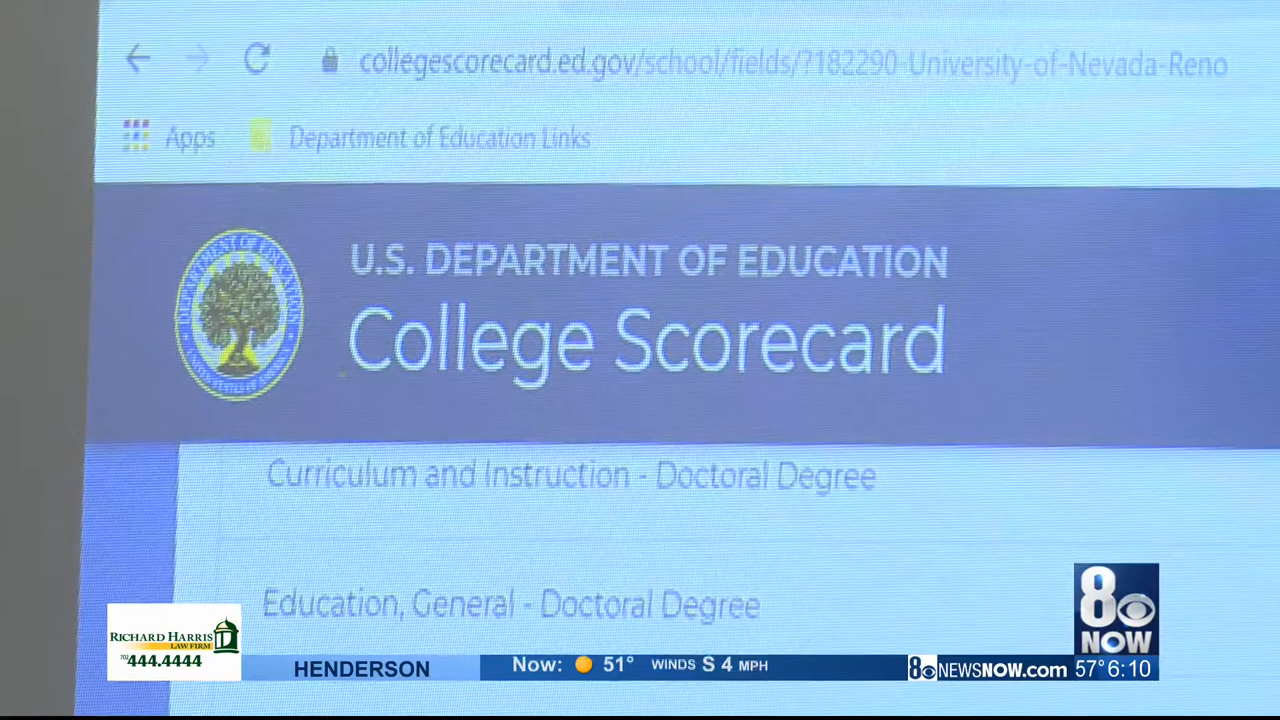 collegescorecard.ed.gov/school/fields/?182290-University-of-Nevada-Reno
Apps
Department of Education Links
U.S. DEPARTMENT OF EDUCATION
College Scorecard
Curriculum and Instruction - Doctoral Degree
Education, General - Doctoral Degree
RICHARD HARRIS
LAW FIRM
702 444.4444
HENDERSON
Now: 51° WINDS S 4 MPH
8 NOW
8 NEWSNOW.com 57° 6:10